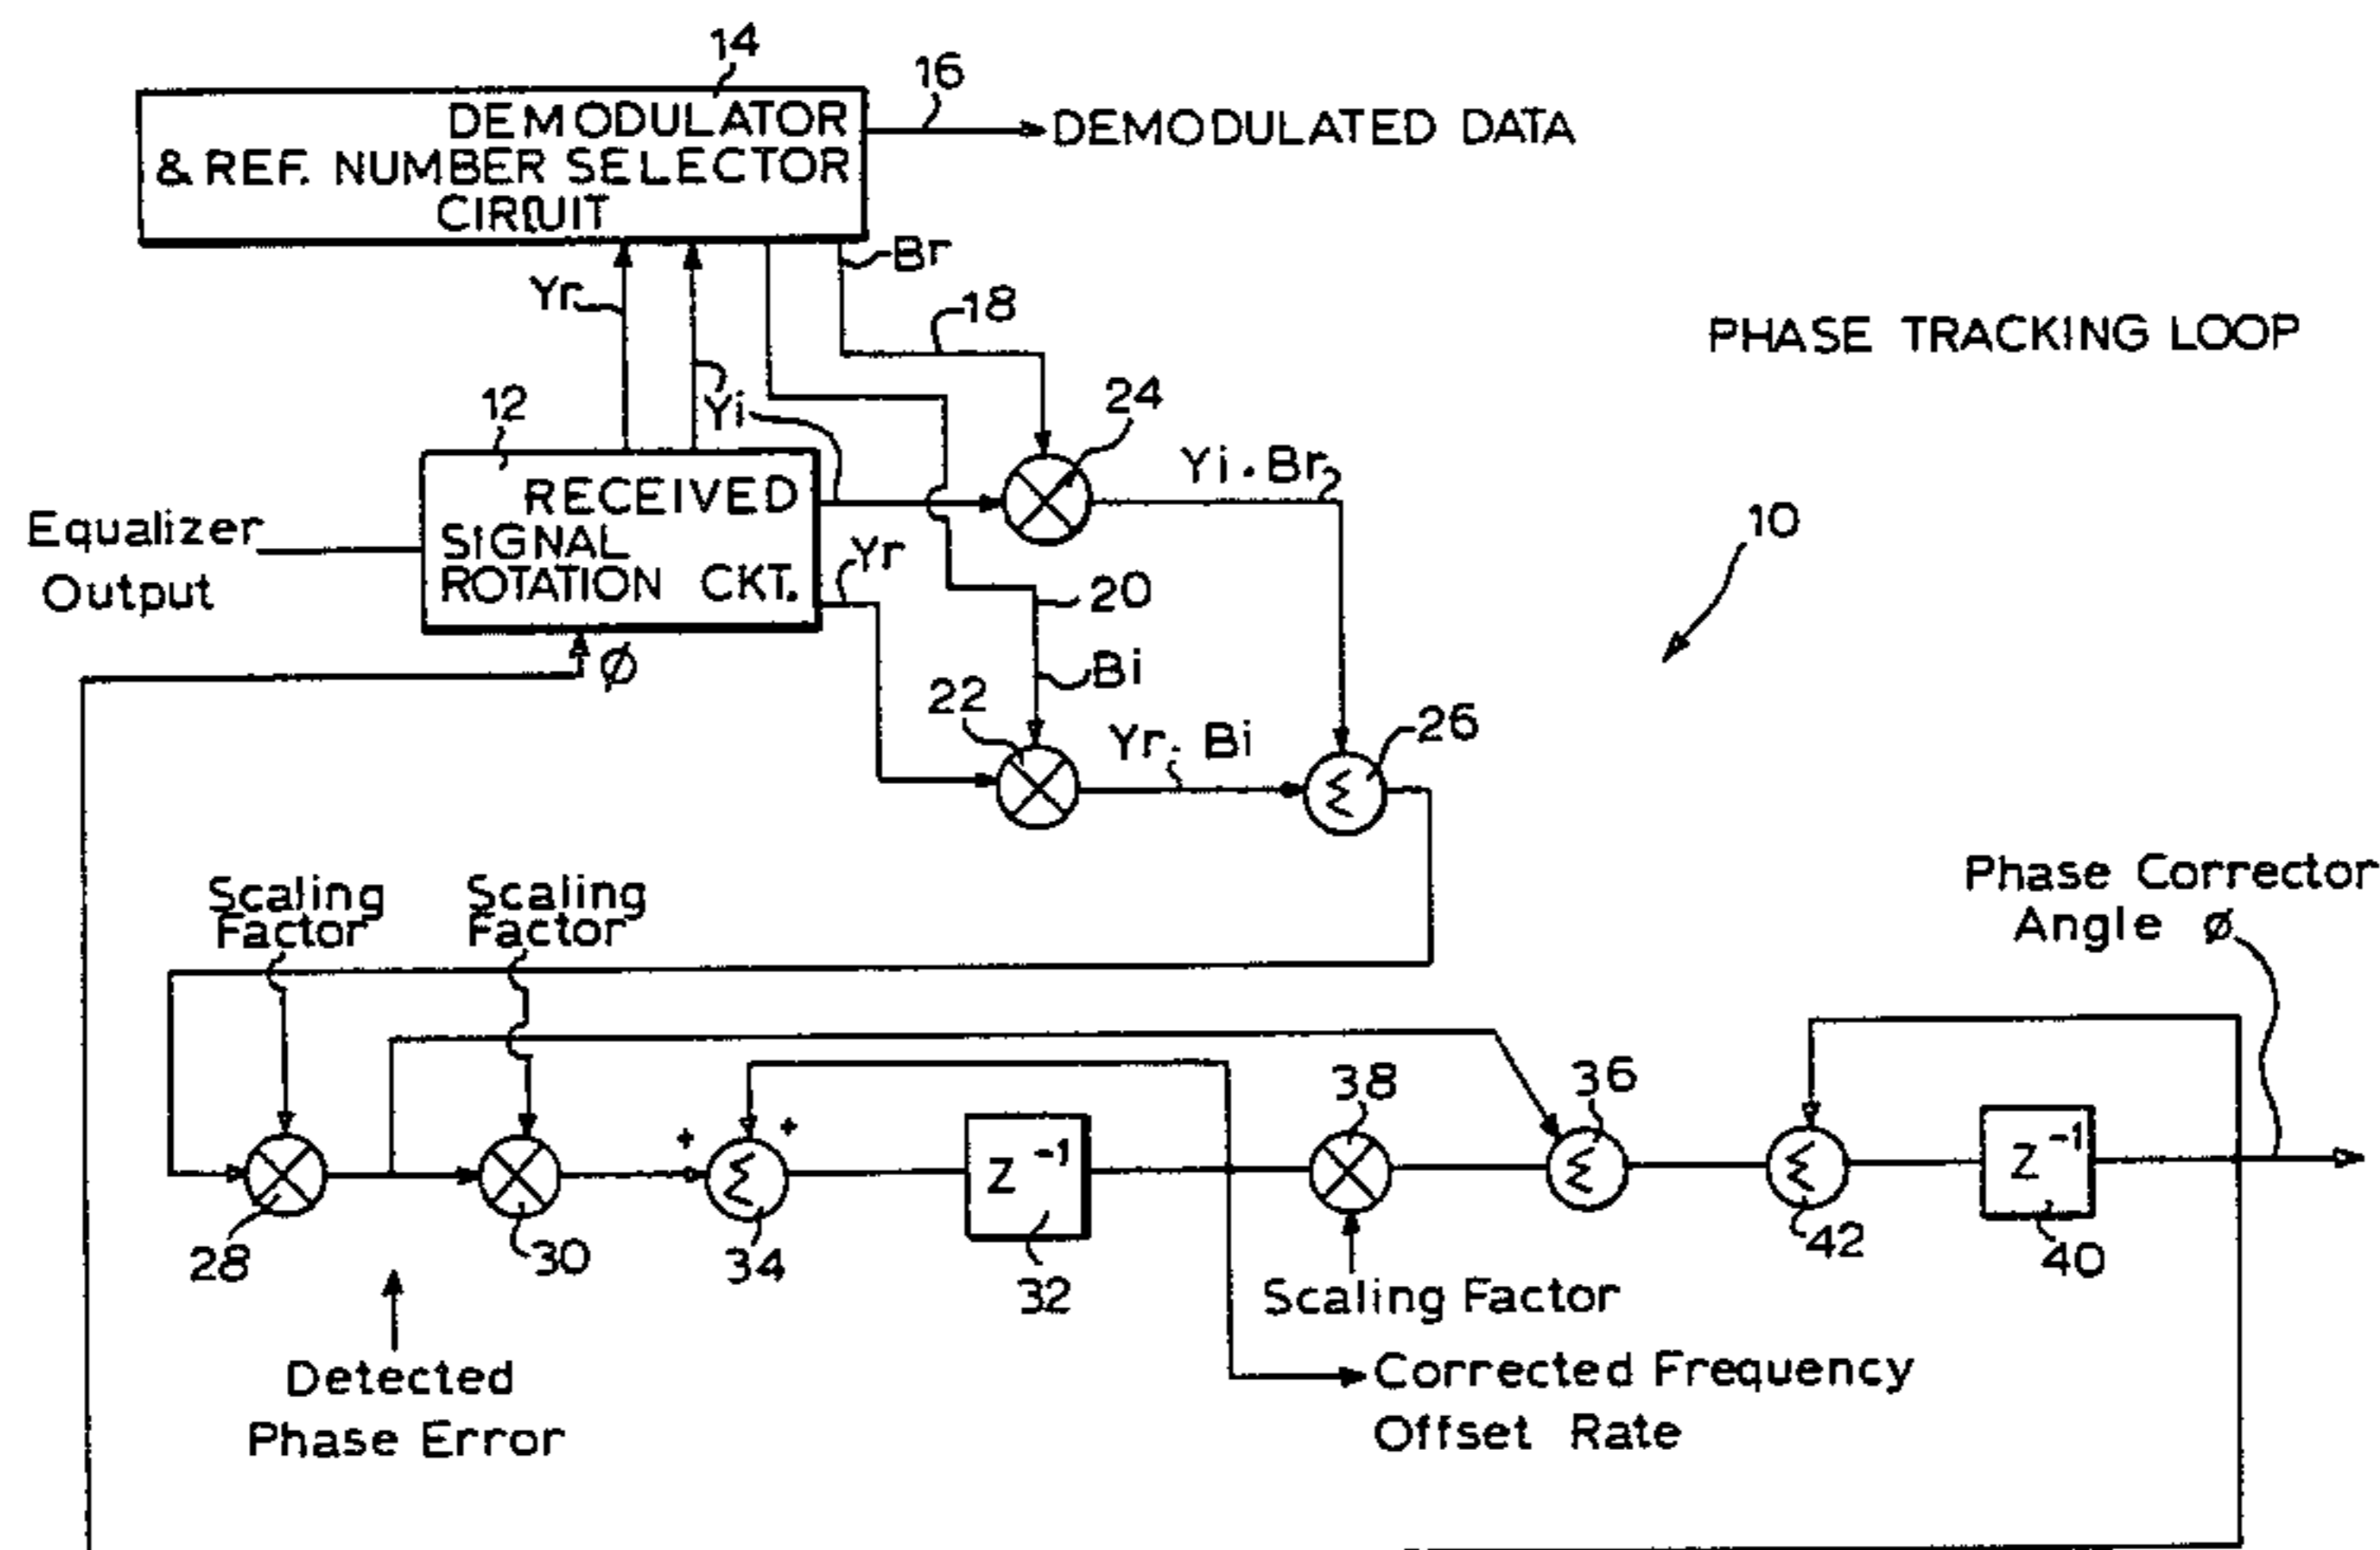 14
16
DEMODULATOR
& REF. NUMBER SELECTOR
CIRCUIT
DEMODULATED DATA
Br
Yr
18
PHASE TRACKING LOOP
12
Yi
24
Yi . Br
RECEIVED
SIGNAL
ROTATION CKT.
Equalizer
Output
Yr
10
20
ø
Bi
22
Yr . Bi
26
Σ
Scaling
Factor
Scaling
Factor
Phase Corrector
Angle ø
38
36
+
+
Σ
Z -1
Σ
Σ
Z -1
28
30
34
32
42
40
Scaling Factor
Detected
Phase Error
Corrected Frequency
Offset Rate